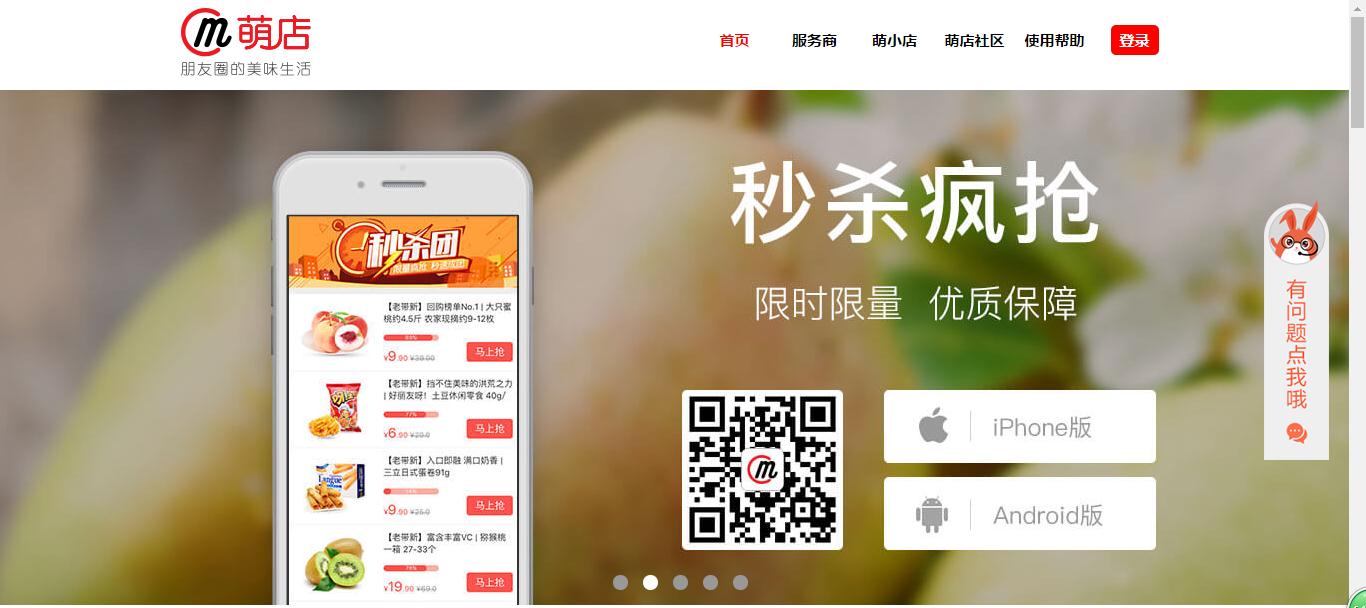 m 萌店
朋友圈的美味生活
首页 服务商 萌小店 萌店社区 使用帮助 登录
秒杀疯抢
限时限量 优质保障
iPhone版
Android版
有问题点我哦
秒杀团
限量疯抢 秒速成团
【老带新】回购榜单No.1 | 大只蜜
桃约4.5斤 农家现摘约9-12枚
¥9.90 ¥39.90
马上抢
【老带新】挡不住美味的洪荒之力
| 好丽友呀！土豆休闲零食 40g/
77%
¥6.90 ¥29.0
马上抢
【老带新】入口即融 满口奶香 |
三立日式蛋卷91g
14%
¥9.90 ¥25.0
马上抢
【老带新】富含丰富VC | 猕猴桃
一箱 27-33个
78%
¥19.90 ¥69.0
马上抢